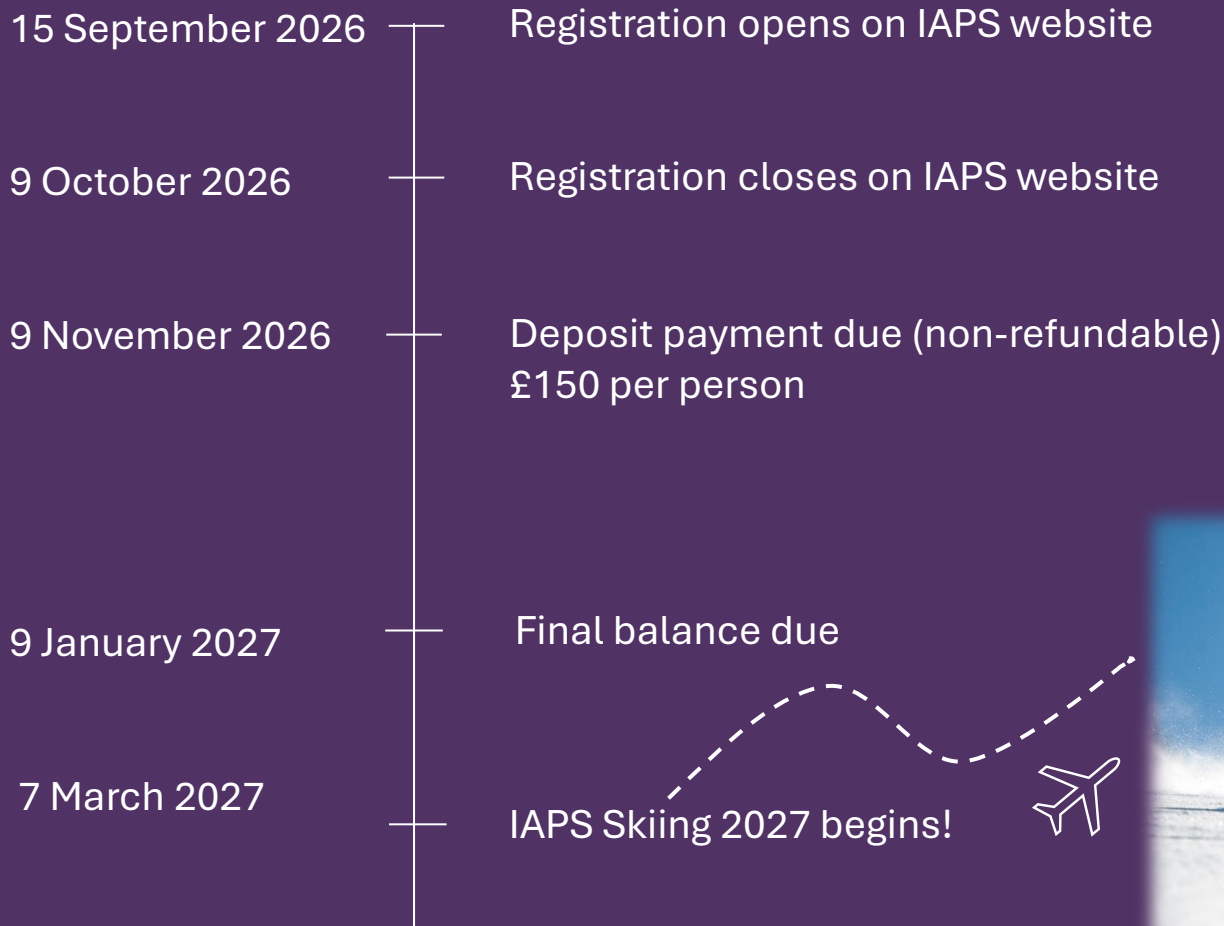 15 September 2026
Registration opens on IAPS website
9 October 2026
Registration closes on IAPS website
9 November 2026
Deposit payment due (non-refundable)
£150 per person
9 January 2027
Final balance due
7 March 2027
IAPS Skiing 2027 begins!